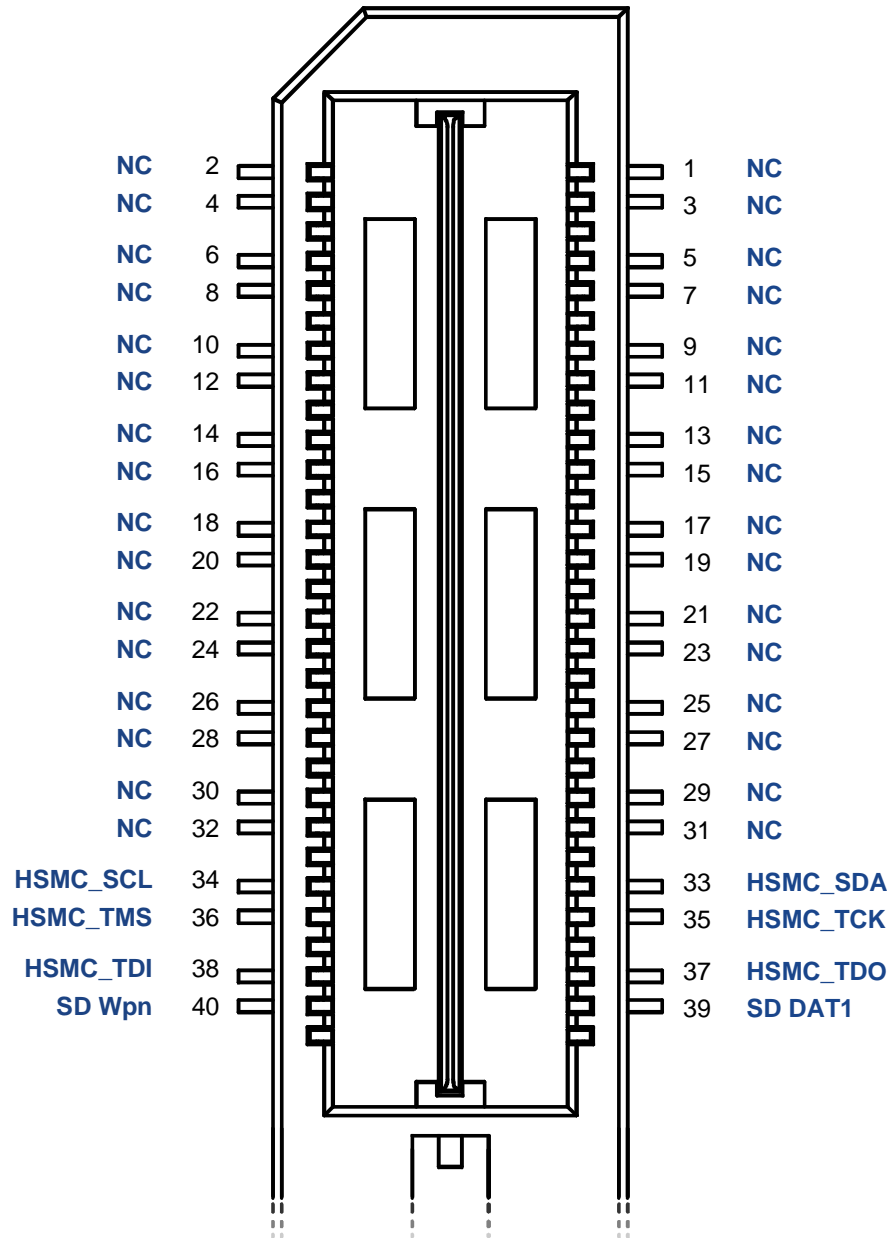 NC 2 1 NC
NC 4 3 NC
NC 6 5 NC
NC 8 7 NC
NC 10 9 NC
NC 12 11 NC
NC 14 13 NC
NC 16 15 NC
NC 18 17 NC
NC 20 19 NC
NC 22 21 NC
NC 24 23 NC
NC 26 25 NC
NC 28 27 NC
NC 30 29 NC
NC 32 31 NC
HSMC_SCL 34 33 HSMC_SDA
HSMC_TMS 36 35 HSMC_TCK
HSMC_TDI 38 37 HSMC_TDO
SD Wpn 40 39 SD DAT1